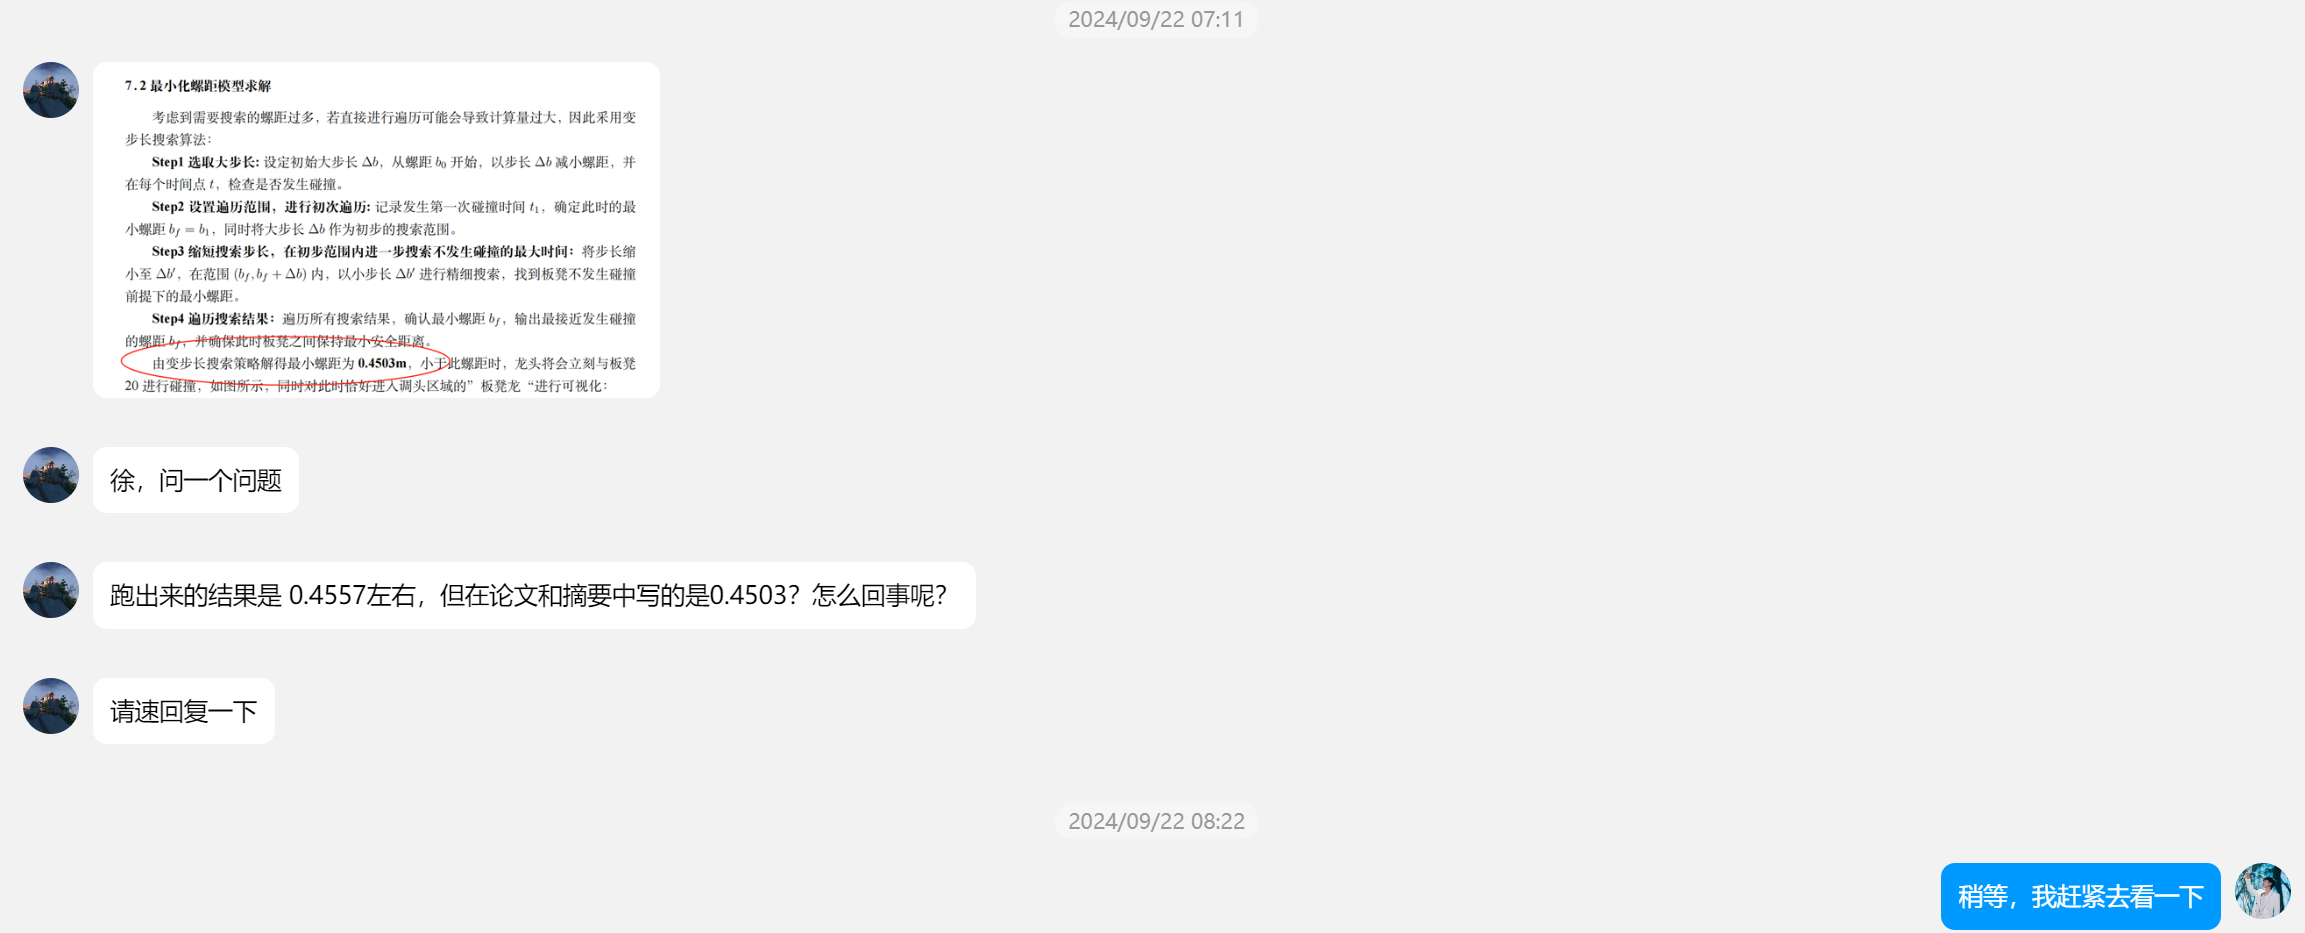 2024/09/22 07:11
7.2 最小化螺距模型求解
考虑到需要搜索的螺距过多，若直接进行遍历可能会导致计算量过大，因此采用变
步长搜索算法：
Step1 选取大步长: 设定初始大步长 Δb，从螺距 b₀ 开始，以步长 Δb 减小螺距，并
在每个时间点 t，检查是否发生碰撞。
Step2 设置遍历范围，进行初次遍历: 记录发生第一次碰撞时间 t₁，确定此时的最
小螺距 b_f = b₁，同时将大步长 Δb 作为初步的搜索范围。
Step3 缩短搜索步长，在初步范围内进一步搜索不发生碰撞的最大时间：将步长缩
小至 Δb′，在范围 (b_f, b_f + Δb) 内，以小步长 Δb′ 进行精细搜索，找到板凳不发生碰撞
前提下的最小螺距。
Step4 遍历搜索结果：遍历所有搜索结果，确认最小螺距 b_f，输出最接近发生碰撞
的螺距 b_f，并确保此时板凳之间保持最小安全距离。
由变步长搜索策略解得最小螺距为 0.4503m，小于此螺距时，龙头将会立刻与板凳
20 进行碰撞，如图所示，同时对此时恰好进入调头区域的”板凳龙“进行可视化：
徐，问一个问题
跑出来的结果是 0.4557左右，但在论文和摘要中写的是0.4503？怎么回事呢？
请速回复一下
2024/09/22 08:22
稍等，我赶紧去看一下